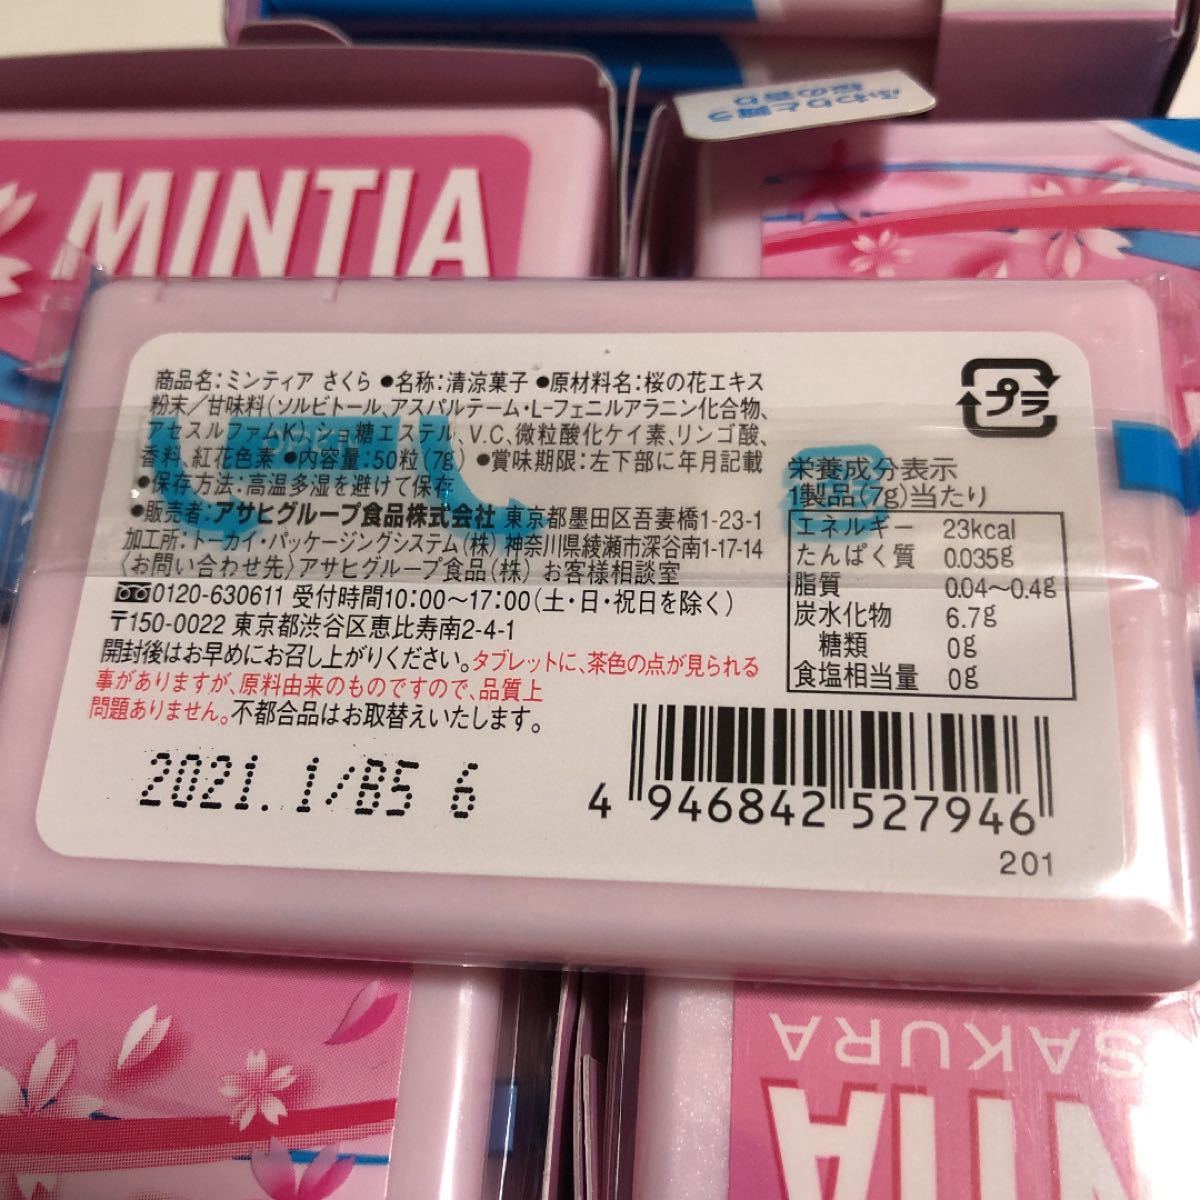 MINTIA
商品名:ミンティア さくら ●名称:清涼菓子 ●原材料名:桜の花エキス
粉末/甘味料(ソルビトール、アスパルテーム・L-フェニルアラニン化合物、
アセスルファムK)、ショ糖エステル、V.C、微粒酸化ケイ素、リンゴ酸、
香料、紅花色素 ●内容量:50粒(7g) ●賞味期限:左下部に年月記載
●保存方法:高温多湿を避けて保存
●販売者:アサヒグループ食品株式会社 東京都墨田区吾妻橋1-23-1
加工所:トーカイ・パッケージングシステム(株) 神奈川県綾瀬市深谷南1-17-14
〈お問い合わせ先〉アサヒグループ食品(株) お客様相談室
0120-630611 受付時間10:00~17:00(土・日・祝日を除く)
〒150-0022 東京都渋谷区恵比寿南2-4-1
開封後はお早めにお召し上がりください。タブレットに、茶色の点が見られる
事がありますが、原料由来のものですので、品質上
問題ありません。不都合品はお取替えいたします。
2021. 1/B5 6
プラ
栄養成分表示
1製品(7g)当たり
エネルギー 23kcal
たんぱく質 0.035g
脂質 0.04~0.4g
炭水化物 6.7g
糖類 0g
食塩相当量 0g
4 946842 527946
201
SAKURA
NTIA